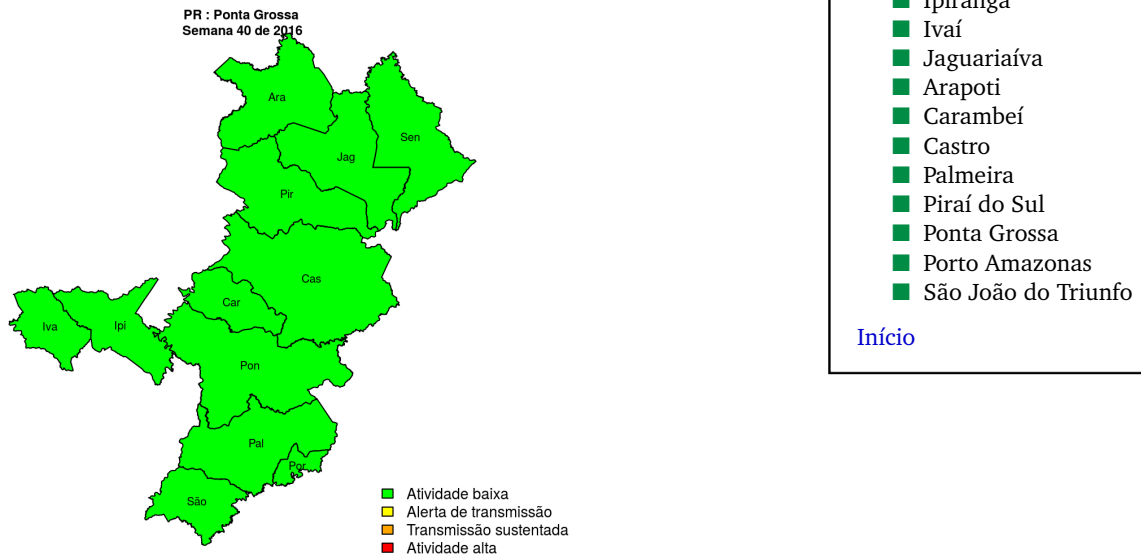 PR : Ponta Grossa
Semana 40 de 2016
Ara
Sen
Jag
Pir
Cas
Car
Iva
Ipi
Pon
Pal
Por
São
Atividade baixa
Alerta de transmissão
Transmissão sustentada
Atividade alta
Ipiranga
Ivaí
Jaguariaíva
Arapoti
Carambeí
Castro
Palmeira
Piraí do Sul
Ponta Grossa
Porto Amazonas
São João do Triunfo
Início